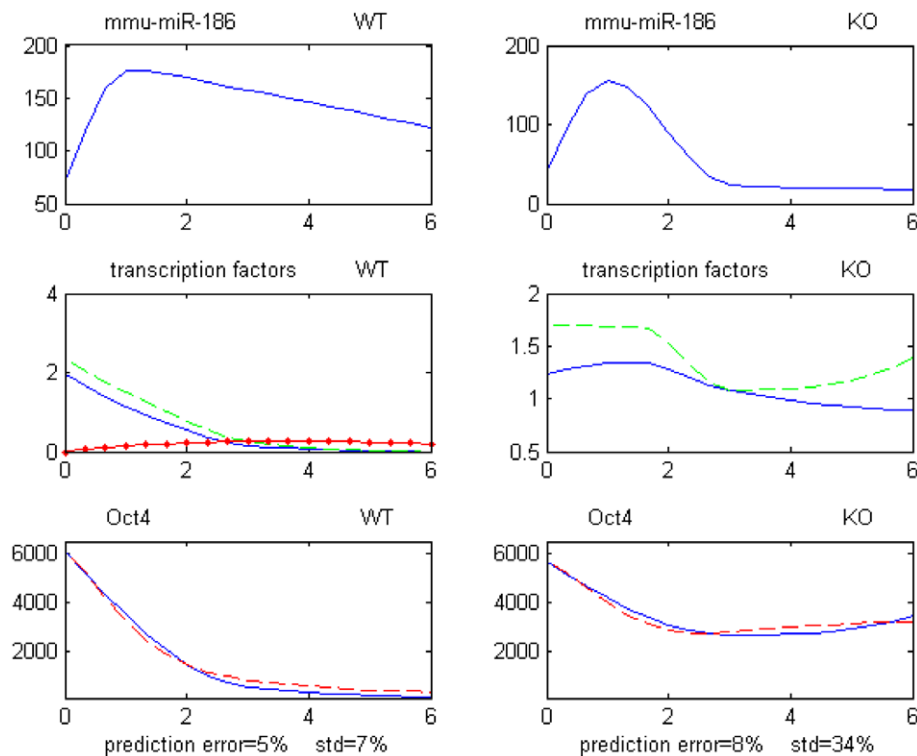 mmu-miR-186 WT
200
150
100
50
0 2 4 6
mmu-miR-186 KO
200
100
0
0 2 4 6
transcription factors WT
4
2
0
0 2 4 6
transcription factors KO
2
1.5
1
0.5
0 2 4 6
Oct4 WT
6000
4000
2000
0 2 4 6
prediction error=5% std=7%
Oct4 KO
6000
4000
2000
0 2 4 6
prediction error=8% std=34%